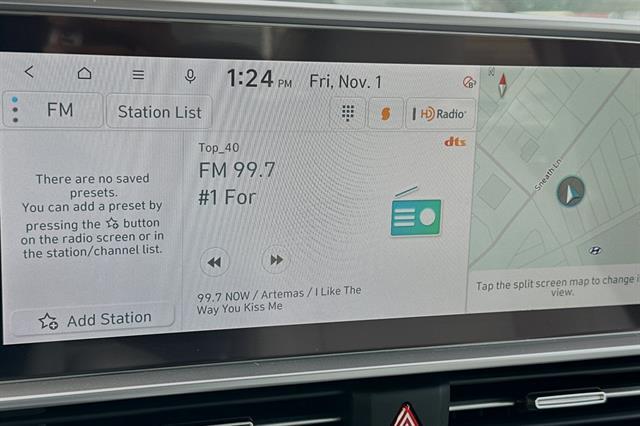 1:24 PM Fri, Nov. 1
FM
Station List
HD Radio
There are no saved
presets.
You can add a preset by
pressing the button
on the radio screen or in
the station/channel list.
Add Station
Top_40
dts
FM 99.7
#1 For
99.7 NOW / Artemas / I Like The
Way You Kiss Me
Sneath Ln
Tap the split screen map to change
view.